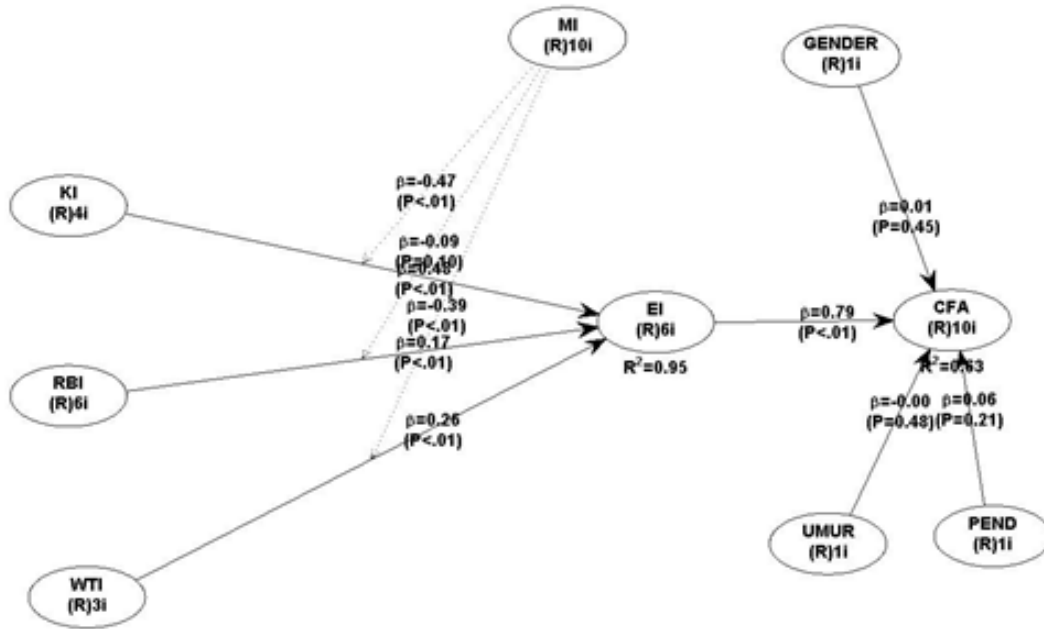 MI
(R)10i
GENDER
(R)1i
KI
(R)4i
β=-0.47
(P<.01)
β=0.01
(P=0.45)
β=-0.09
(P=0.10)
β=0.48
(P<.01)
β=-0.39
(P<.01)
β=0.17
(P<.01)
EI
(R)6i
R²=0.95
β=0.79
(P<.01)
CFA
(R)10i
R²=0.63
RBI
(R)6i
β=0.26
(P<.01)
β=-0.00
(P=0.48)
β=0.06
(P=0.21)
UMUR
(R)1i
PEND
(R)1i
WTI
(R)3i